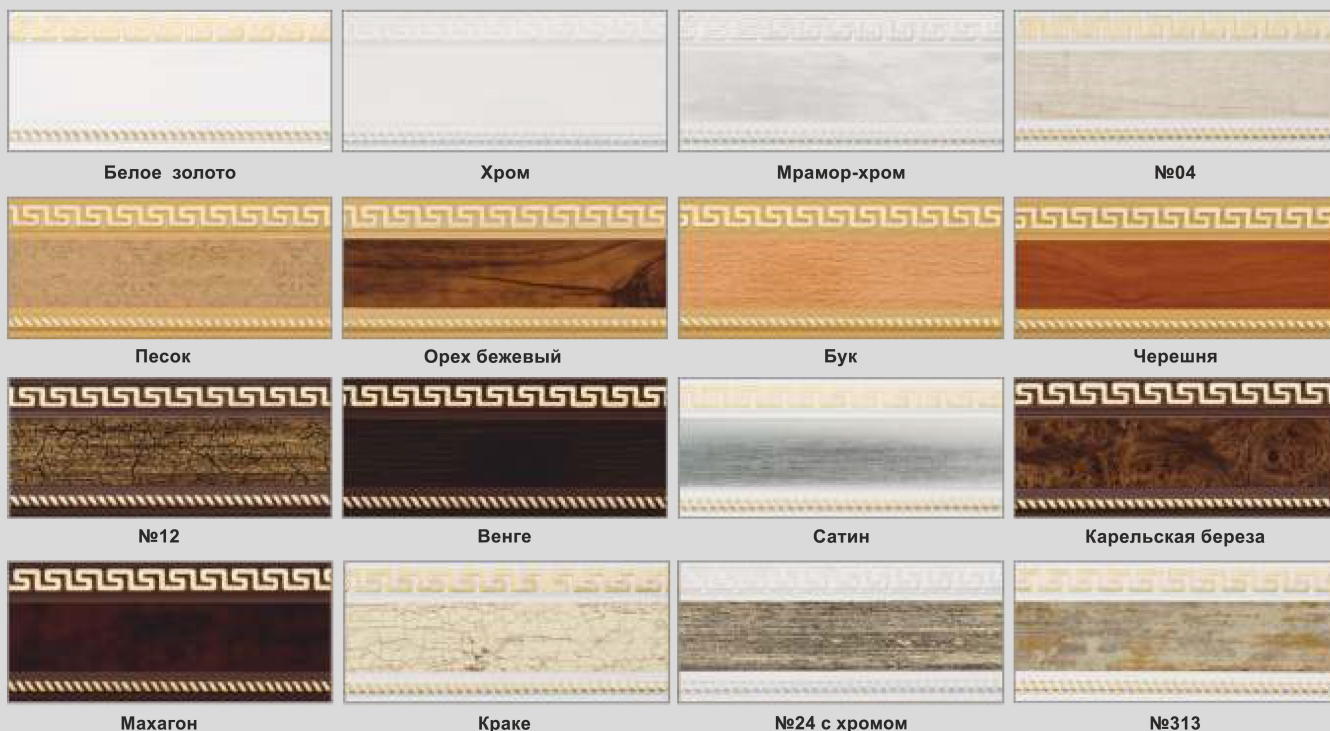 Белое золото
Хром
Мрамор-хром
№04
Песок
Орех бежевый
Бук
Черешня
№12
Венге
Сатин
Карельская береза
Махагон
Краке
№24 с хромом
№313